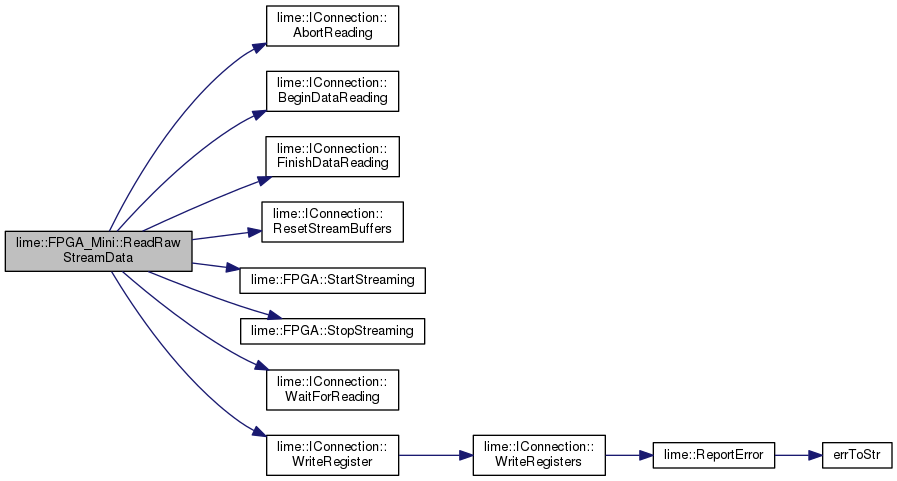 lime::IConnection::
AbortReading
lime::IConnection::
BeginDataReading
lime::IConnection::
FinishDataReading
lime::IConnection::
ResetStreamBuffers
lime::FPGA_Mini::ReadRaw
StreamData
lime::FPGA::StartStreaming
lime::FPGA::StopStreaming
lime::IConnection::
WaitForReading
lime::IConnection::
WriteRegister
lime::IConnection::
WriteRegisters
lime::ReportError
errToStr